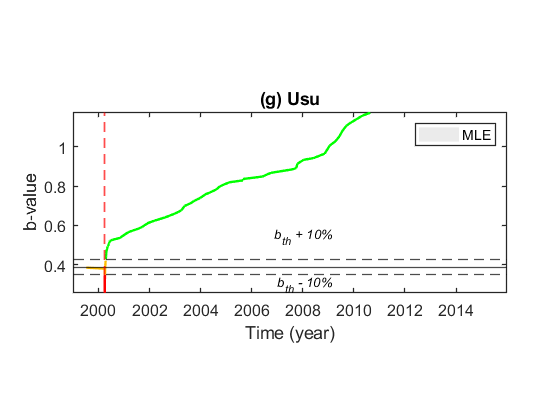 (g) Usu
MLE
1
0.8
0.6
0.4
b-value
b_th + 10%
b_th - 10%
2000 2002 2004 2006 2008 2010 2012 2014
Time (year)